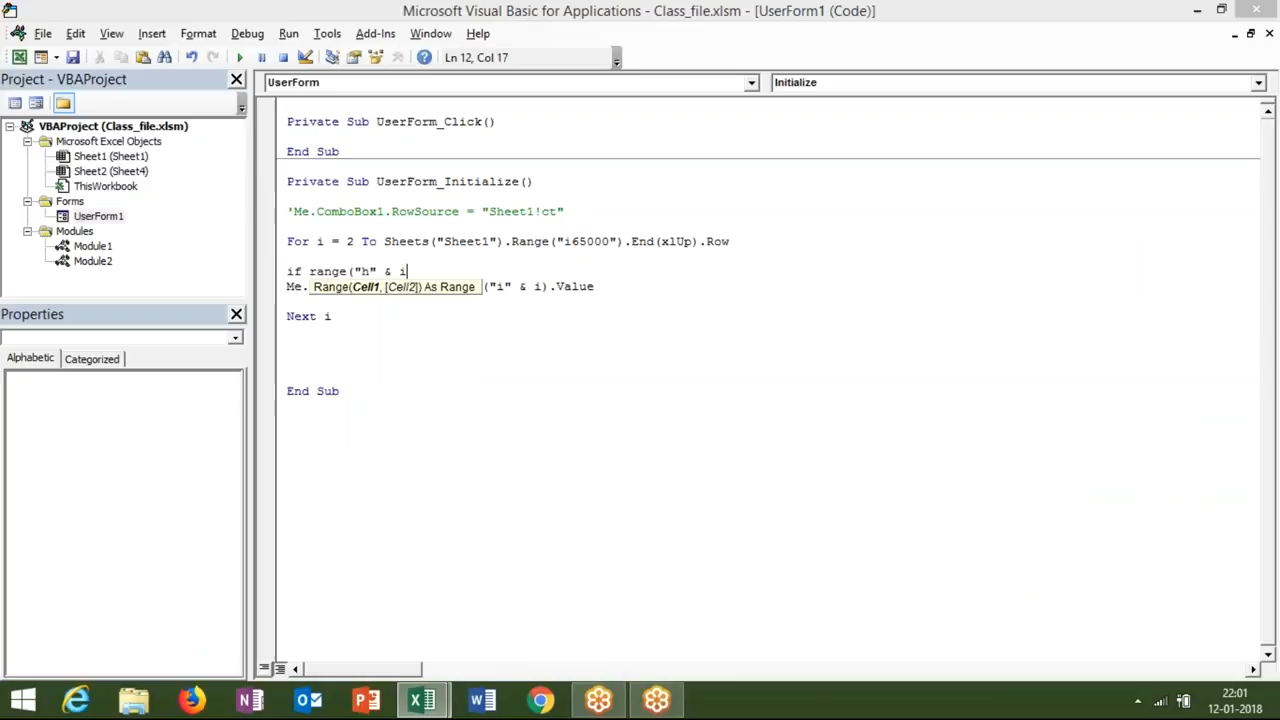 Microsoft Visual Basic for Applications - Class_file.xlsm - [UserForm1 (Code)]
File Edit View Insert Format Debug Run Tools Add-Ins Window Help
Ln 12, Col 17
Project - VBAProject
UserForm
Initialize
VBAProject (Class_file.xlsm)
Microsoft Excel Objects
Sheet1 (Sheet1)
Sheet2 (Sheet4)
ThisWorkbook
Forms
UserForm1
Modules
Module1
Module2
Properties
Alphabetic Categorized
Private Sub UserForm_Click()
End Sub
Private Sub UserForm_Initialize()
'Me.ComboBox1.RowSource = "Sheet1!ct"
For i = 2 To Sheets("Sheet1").Range("i65000").End(xlUp).Row
if range("h" & i
Me. Range(Cell1, [Cell2]) As Range ("i" & i).Value
Next i
End Sub
22:01
12-01-2018